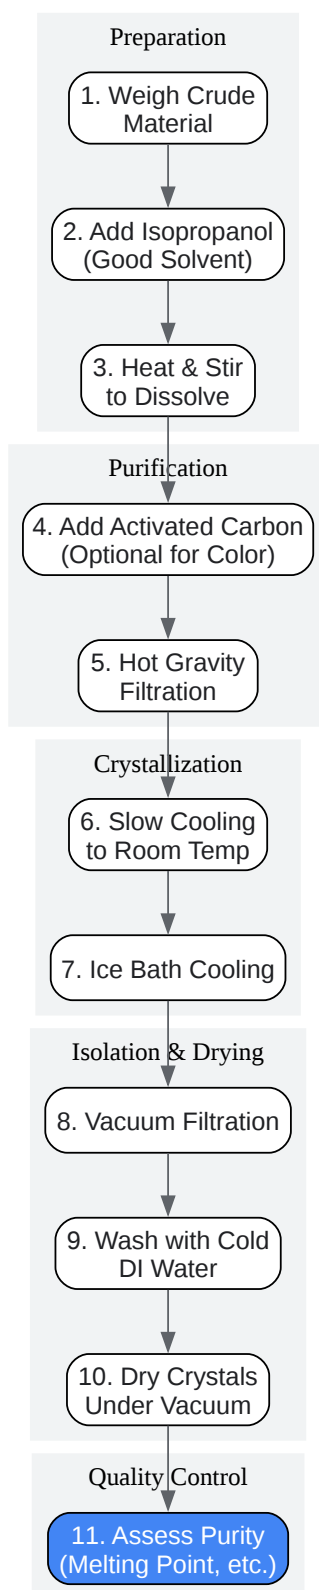 Preparation
1. Weigh Crude
Material
2. Add Isopropanol
(Good Solvent)
3. Heat & Stir
to Dissolve
Purification
4. Add Activated Carbon
(Optional for Color)
5. Hot Gravity
Filtration
Crystallization
6. Slow Cooling
to Room Temp
7. Ice Bath Cooling
Isolation & Drying
8. Vacuum Filtration
9. Wash with Cold
DI Water
10. Dry Crystals
Under Vacuum
Quality Control
11. Assess Purity
(Melting Point, etc.)